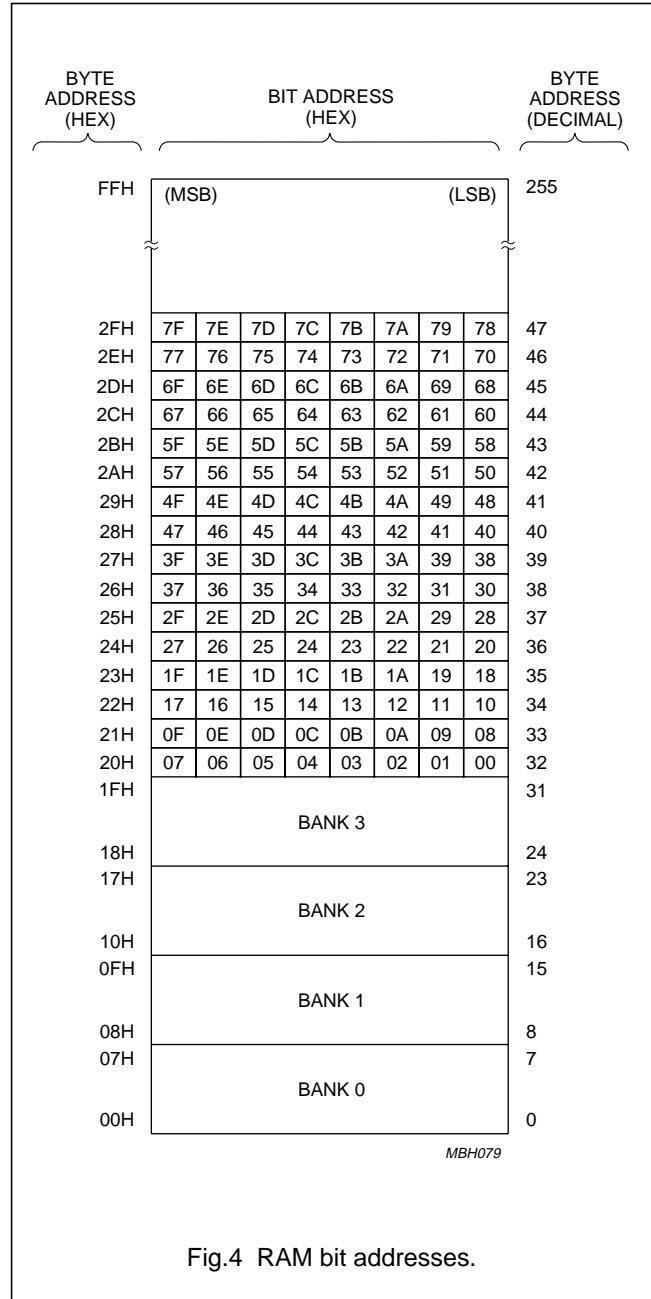 BYTE ADDRESS (HEX)
BIT ADDRESS (HEX)
BYTE ADDRESS (DECIMAL)
FFH (MSB) (LSB) 255
2FH 7F 7E 7D 7C 7B 7A 79 78 47
2EH 77 76 75 74 73 72 71 70 46
2DH 6F 6E 6D 6C 6B 6A 69 68 45
2CH 67 66 65 64 63 62 61 60 44
2BH 5F 5E 5D 5C 5B 5A 59 58 43
2AH 57 56 55 54 53 52 51 50 42
29H 4F 4E 4D 4C 4B 4A 49 48 41
28H 47 46 45 44 43 42 41 40 40
27H 3F 3E 3D 3C 3B 3A 39 38 39
26H 37 36 35 34 33 32 31 30 38
25H 2F 2E 2D 2C 2B 2A 29 28 37
24H 27 26 25 24 23 22 21 20 36
23H 1F 1E 1D 1C 1B 1A 19 18 35
22H 17 16 15 14 13 12 11 10 34
21H 0F 0E 0D 0C 0B 0A 09 08 33
20H 07 06 05 04 03 02 01 00 32
1FH 31
BANK 3
18H 24
17H 23
BANK 2
10H 16
0FH 15
BANK 1
08H 8
07H 7
BANK 0
00H 0
MBH079
Fig.4 RAM bit addresses.